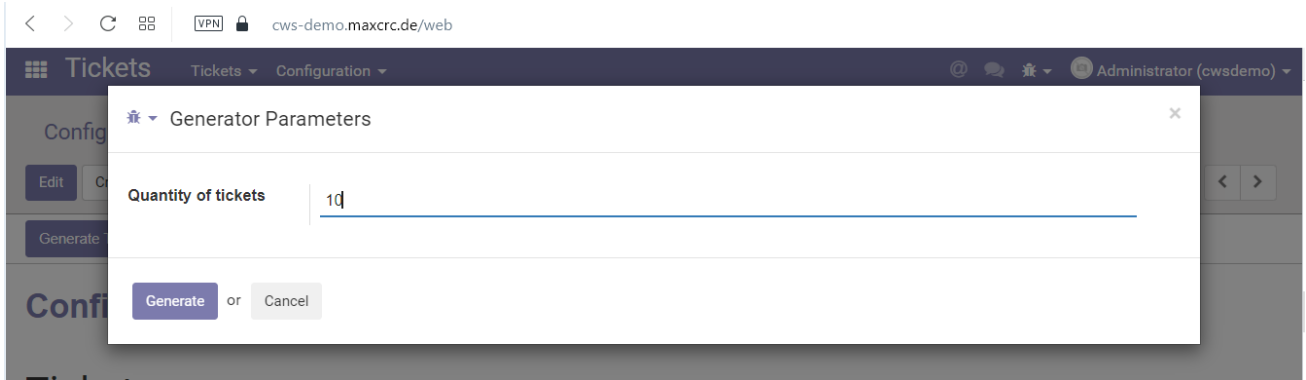 VPN cws-demo.maxcrc.de/web
Tickets Tickets Configuration @ Administrator (cwsdemo)
Generator Parameters ×
Edit
Quantity of tickets 10
Generate
Generate or Cancel